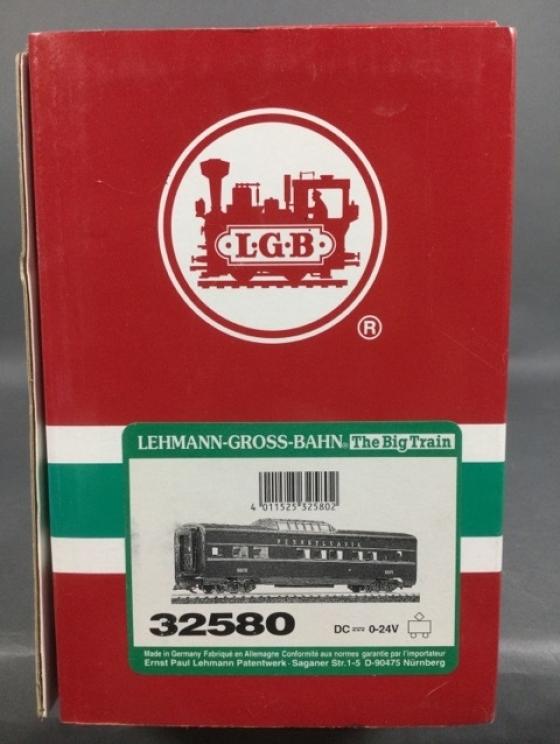 L·G·B
®
LEHMANN-GROSS-BAHN® The Big Train
4 011525 325802
PENNSYLVANIA
32580
DC 0-24V
Made in Germany Fabriqué en Allemagne Conformité aux normes garantie par l'importateur
Ernst Paul Lehmann Patentwerk · Saganer Str. 1-5 D-90475 Nürnberg